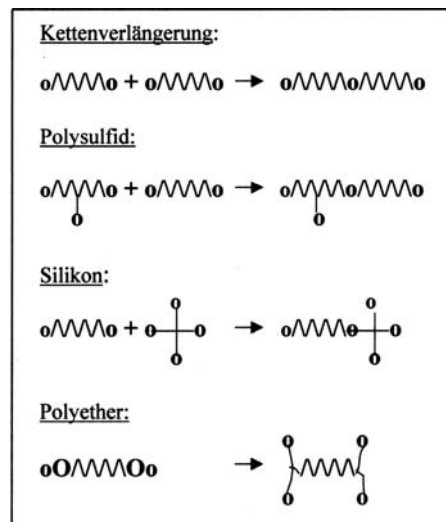 Kettenverlängerung:
+
Polysulfid:
+
Silikon:
+
Polyether: